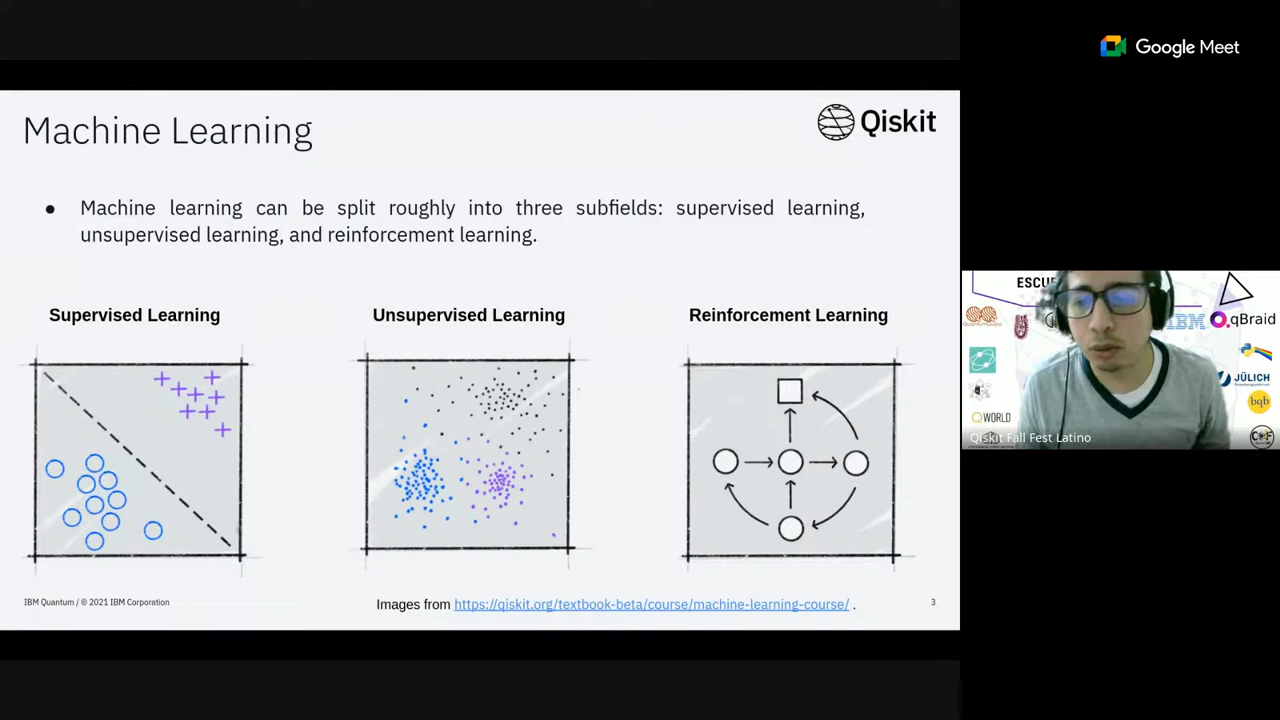 Google Meet
Machine Learning
Qiskit
● Machine learning can be split roughly into three subfields: supervised learning,
unsupervised learning, and reinforcement learning.
Supervised Learning
Unsupervised Learning
Reinforcement Learning
IBM Quantum / © 2021 IBM Corporation
Images from https://qiskit.org/textbook-beta/course/machine-learning-course/ .
3
ESCUE
IBM
qBraid
JÜLICH
bqb
QWORLD
Qiskit Fall Fest Latino